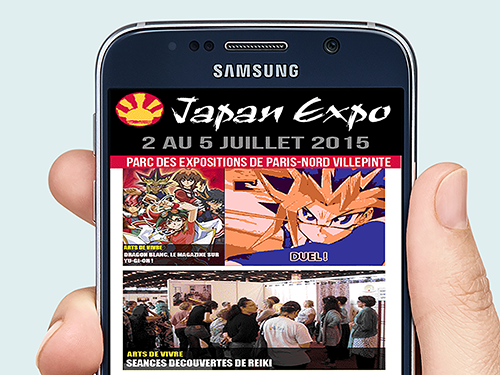 SAMSUNG
Japan Expo
2 AU 5 JUILLET 2015
PARC DES EXPOSITIONS DE PARIS-NORD VILLEPINTE
ARTS DE VIVRE
DRAGON BLANC, LE MAGAZINE SUR
YU-GI-OH !
DUEL !
ARTS DE VIVRE
SEANCES DECOUVERTES DE REIKI